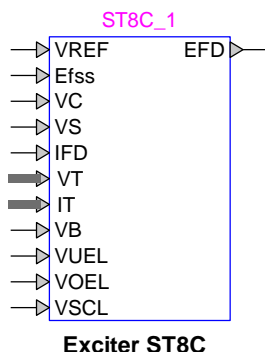 ST8C_1
VREF EFD
Efss
VC
VS
IFD
VT
IT
VB
VUEL
VOEL
VSCL
Exciter ST8C